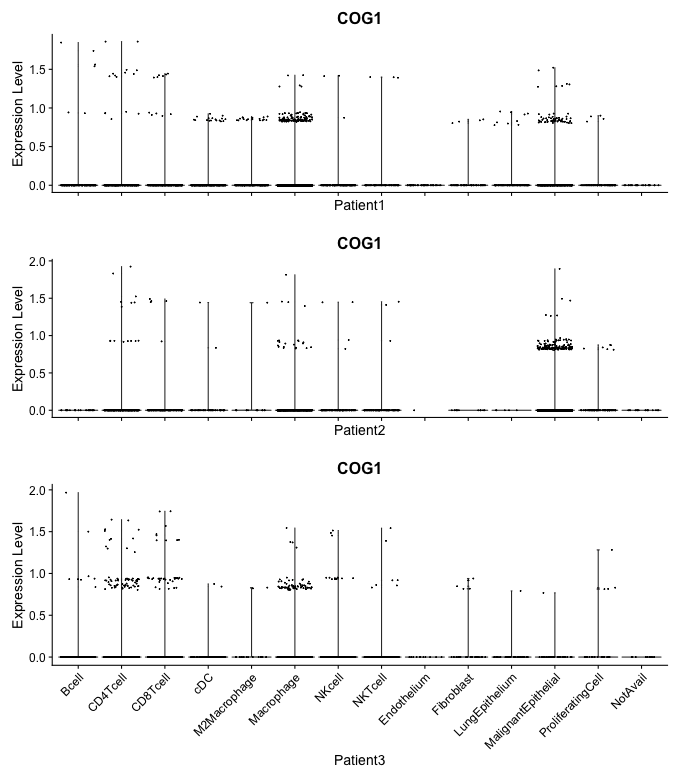 COG1
Expression Level
1.5
1.0
0.5
0.0
Patient1
COG1
Expression Level
2.0
1.5
1.0
0.5
0.0
Patient2
COG1
Expression Level
2.0
1.5
1.0
0.5
0.0
Bcell
CD4Tcell
CD8Tcell
cDC
M2Macrophage
Macrophage
NKcell
NKTcell
Endothelium
Fibroblast
LungEpithelium
MalignantEpithelial
ProliferatingCell
NotAvail
Patient3